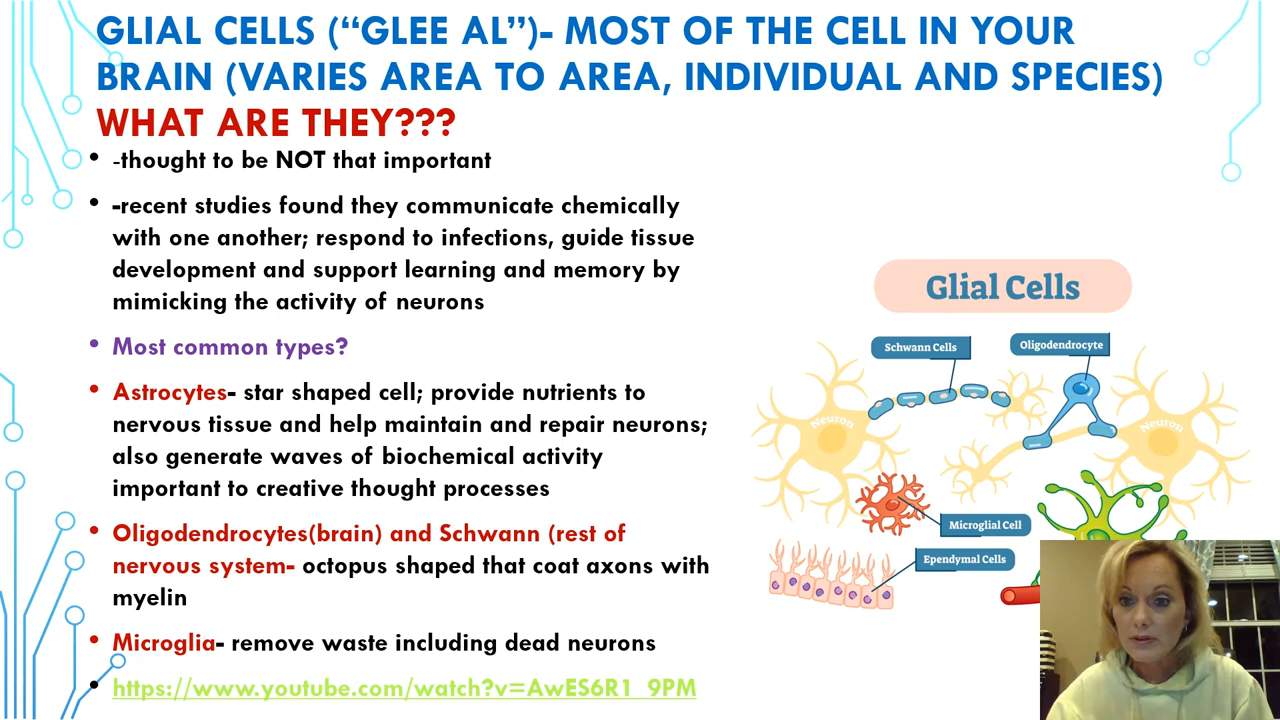 GLIAL CELLS (“GLEE AL”)- MOST OF THE CELL IN YOUR
BRAIN (VARIES AREA TO AREA, INDIVIDUAL AND SPECIES)
WHAT ARE THEY???
• -thought to be NOT that important
• -recent studies found they communicate chemically
with one another; respond to infections, guide tissue
development and support learning and memory by
mimicking the activity of neurons
• Most common types?
• Astrocytes- star shaped cell; provide nutrients to
nervous tissue and help maintain and repair neurons;
also generate waves of biochemical activity
important to creative thought processes
• Oligodendrocytes(brain) and Schwann (rest of
nervous system- octopus shaped that coat axons with
myelin
• Microglia- remove waste including dead neurons
• https://www.youtube.com/watch?v=AwES6R1_9PM
Glial Cells
Schwann Cells
Oligodendrocyte
Neuron
Neuron
Microglial Cell
Ependymal Cells